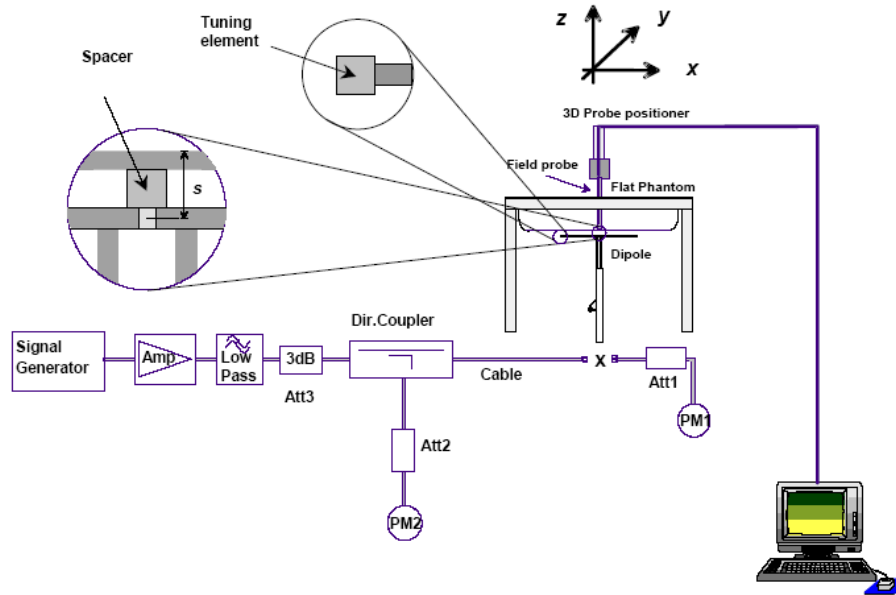 Tuning
element
Spacer
s
z
y
x
3D Probe positioner
Field probe
Flat Phantom
Dipole
Dir.Coupler
Signal
Generator
Amp
Low
Pass
3dB
Att3
Cable
X
Att1
PM1
Att2
PM2